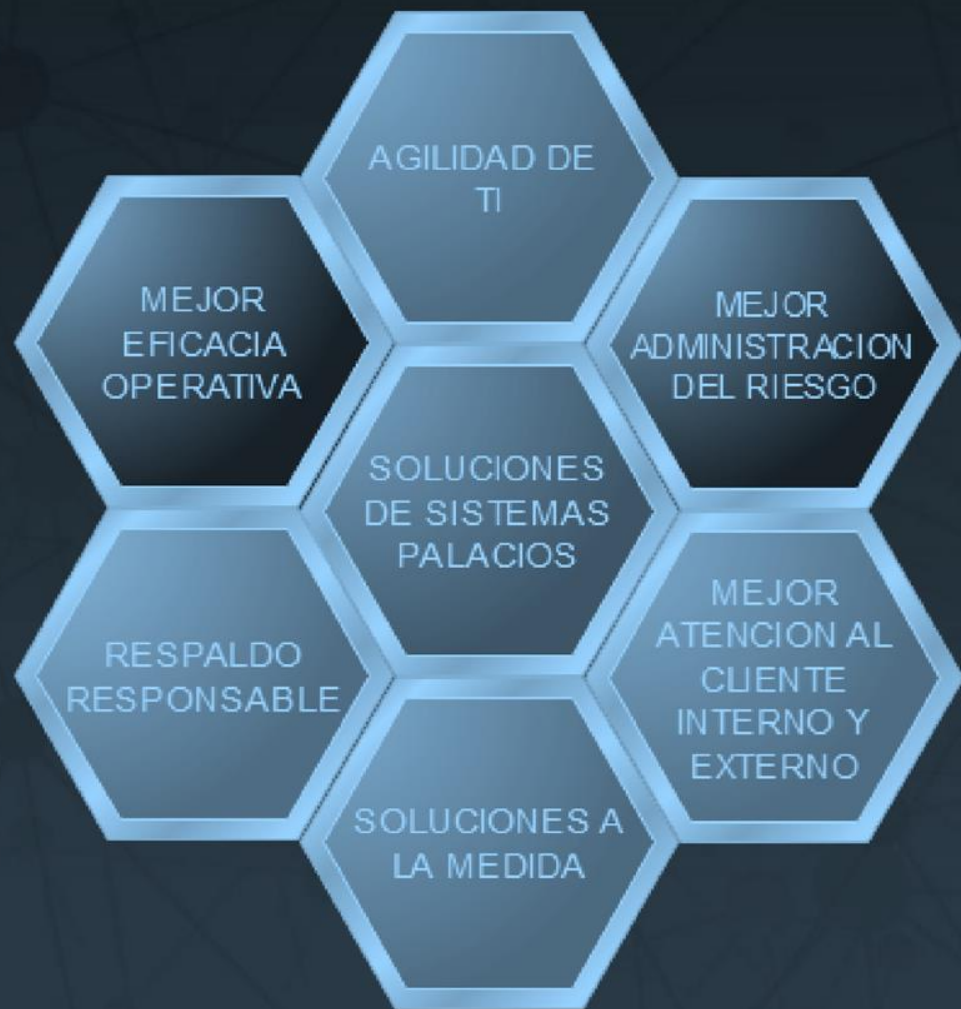 AGILIDAD DE
TI
MEJOR
EFICACIA
OPERATIVA
MEJOR
ADMINISTRACION
DEL RIESGO
SOLUCIONES
DE SISTEMAS
PALACIOS
RESPALDO
RESPONSABLE
MEJOR
ATENCION AL
CLIENTE
INTERNO Y
EXTERNO
SOLUCIONES A
LA MEDIDA